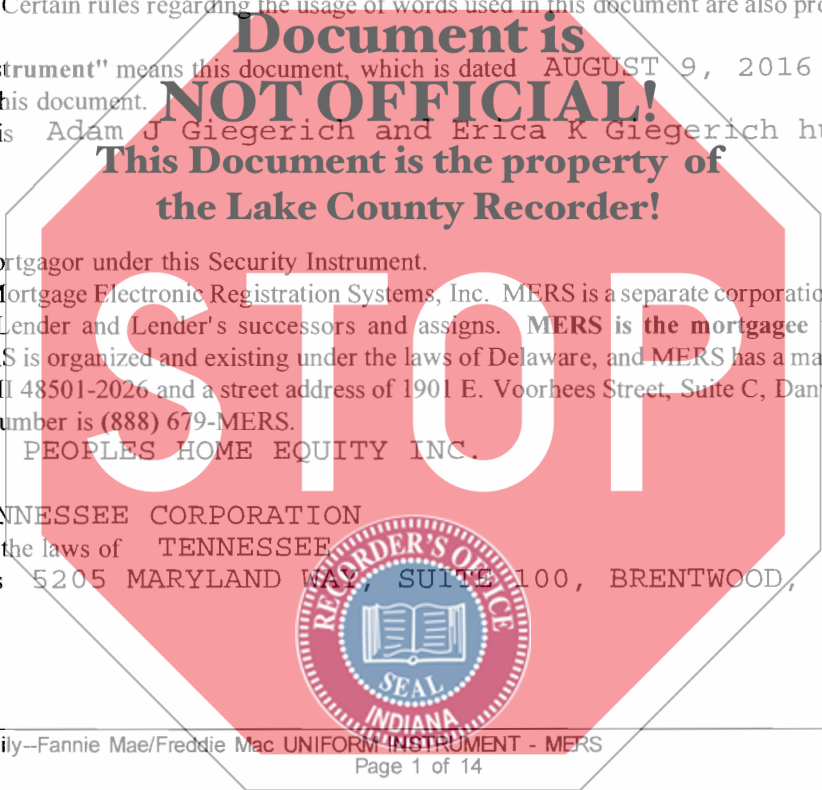 Certain rules regarding the usage of words used in this document are also pro
Document is
trument" means this document, which is dated AUGUST 9, 2016
his document.
NOT OFFICIAL!
is Adam J Giegerich and Erica K Giegerich hu
This Document is the property of
the Lake County Recorder!
ortgagor under this Security Instrument.
Mortgage Electronic Registration Systems, Inc. MERS is a separate corporatio
Lender and Lender's successors and assigns. MERS is the mortgagee
S is organized and existing under the laws of Delaware, and MERS has a ma
MI 48501-2026 and a street address of 1901 E. Voorhees Street, Suite C, Dan
umber is (888) 679-MERS.
STOP
PEOPLES HOME EQUITY INC.
NNESSEE CORPORATION
the laws of TENNESSEE
5205 MARYLAND WAY, SUITE 100, BRENTWOOD,
RECORDER'S OFFICE
SEAL
INDIANA
ily--Fannie Mae/Freddie Mac UNIFORM INSTRUMENT - MERS
Page 1 of 14